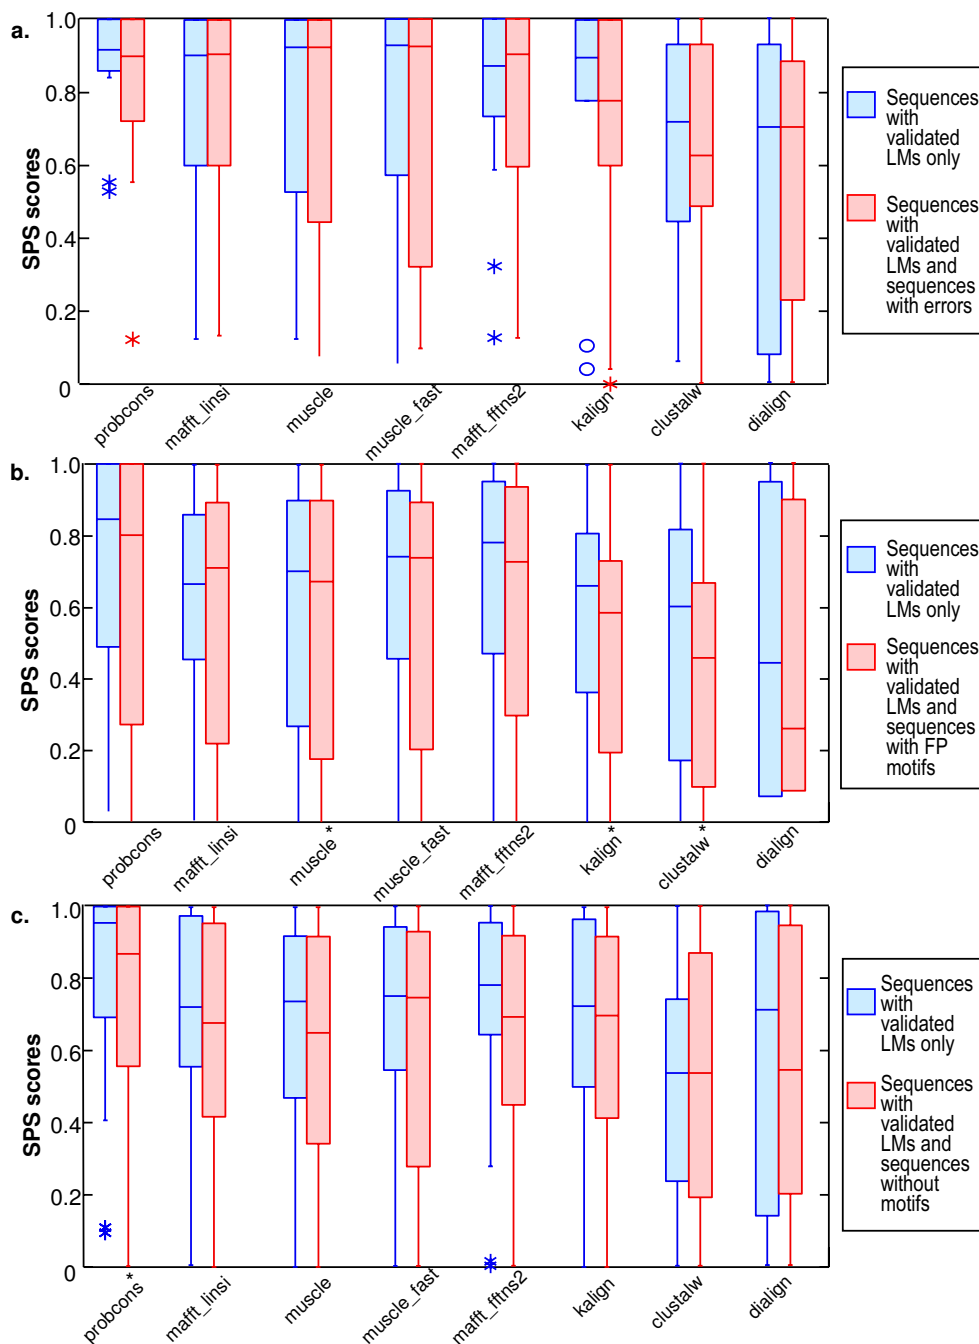 a.
SPS scores
1.0
0.8
0.6
0.4
0.2
0
probcons
mafft_linsi
muscle
muscle_fast
mafft_fftns2
kalign
clustalw
dialign
Sequences
with
validated
LMs only
Sequences
with
validated
LMs and
sequences
with errors
b.
SPS scores
1.0
0.8
0.6
0.4
0.2
0
probcons
mafft_linsi
muscle*
muscle_fast
mafft_fftns2
kalign*
clustalw*
dialign
Sequences
with
validated
LMs only
Sequences
with
validated
LMs and
sequences
with FP
motifs
c.
SPS scores
1.0
0.8
0.6
0.4
0.2
0
probcons*
mafft_linsi
muscle
muscle_fast
mafft_fftns2
kalign
clustalw
dialign
Sequences
with
validated
LMs only
Sequences
with
validated
LMs and
sequences
without
motifs